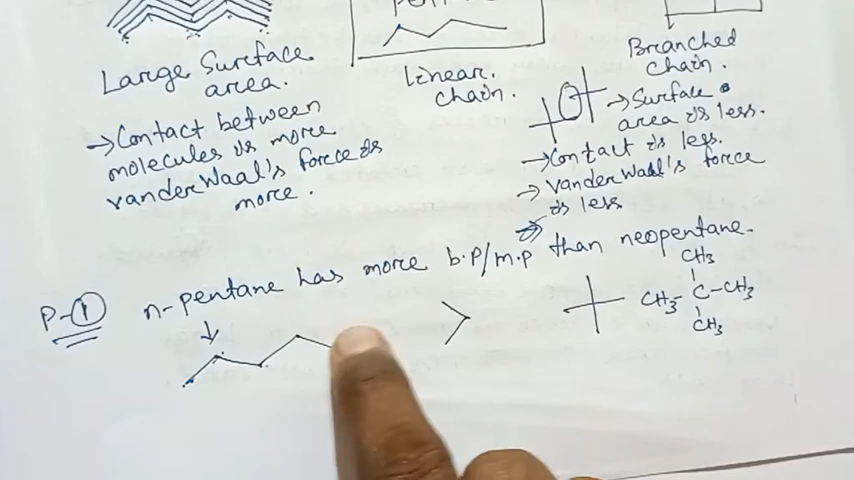 Large Surface
area.
→ Contact between
molecules is more
vanderWaal's force is
more.
Linear.
chain.
Branched
chain.
→ Surface
area is less.
→ Contact is less.
→ vanderWaal's force
is less
n-pentane has more b.p/m.p than neopentane.
P-①
>
CH3
CH3-C-CH3
CH3